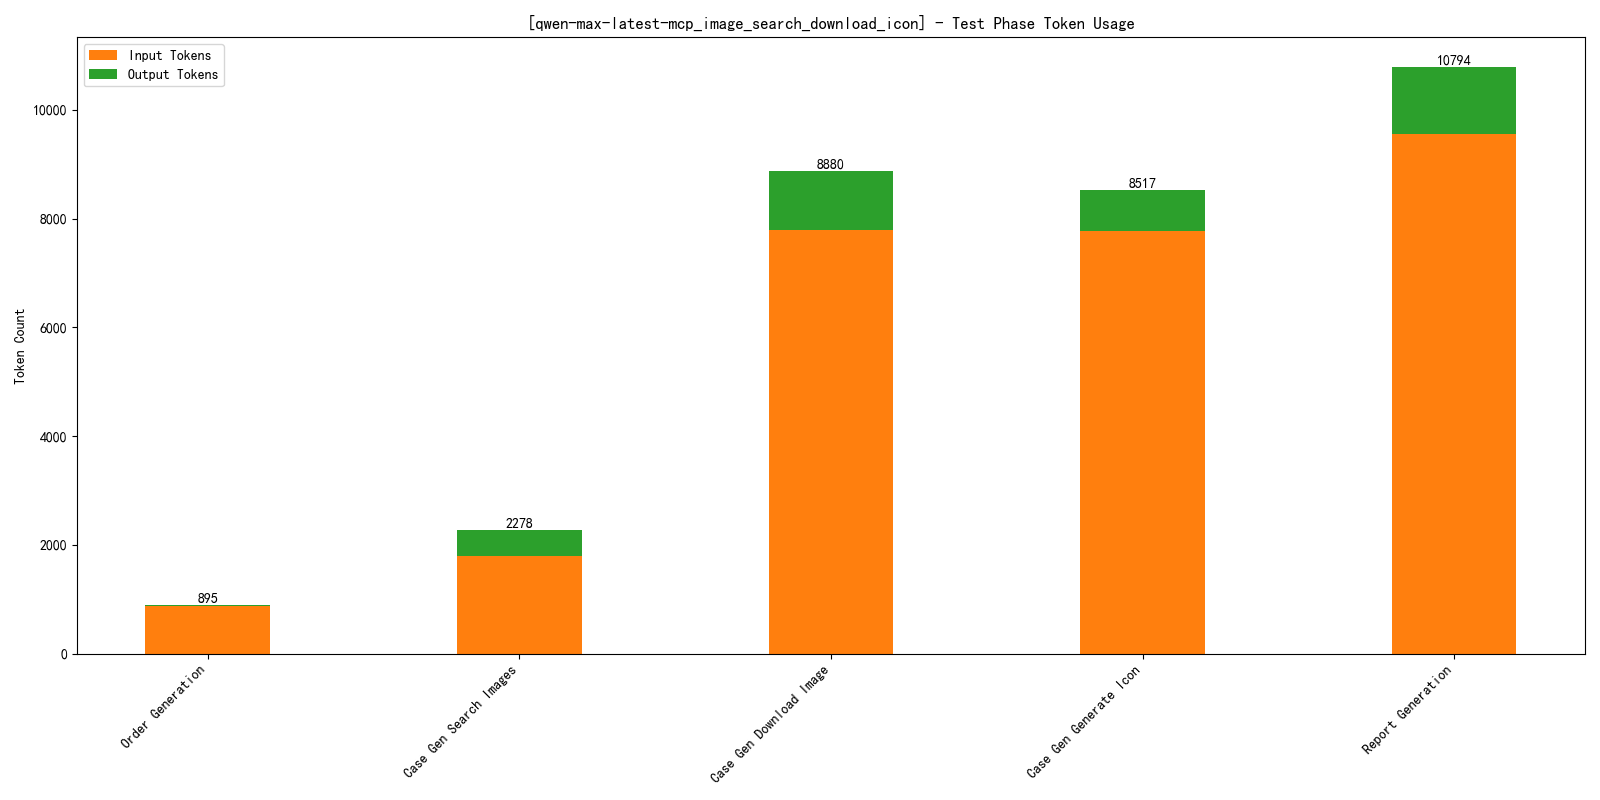 [qwen-max-latest-mcp_image_search_download_icon] - Test Phase Token Usage
Input Tokens
Output Tokens
Token Count
10000
8000
6000
4000
2000
0
895
2278
8880
8517
10794
Order Generation
Case Gen Search Images
Case Gen Download Image
Case Gen Generate Icon
Report Generation